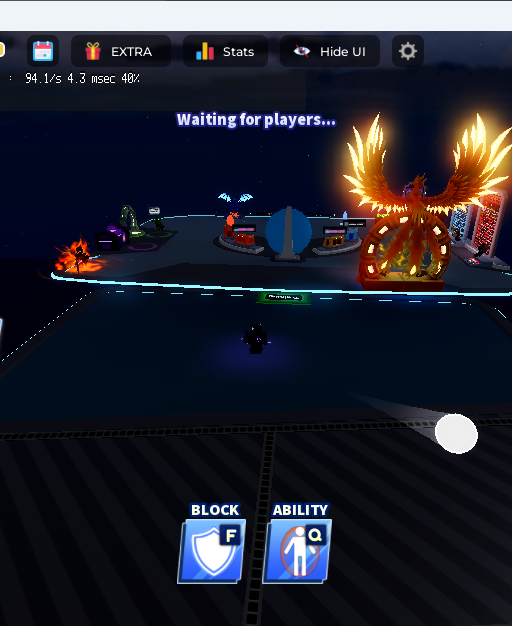 EXTRA
Stats
Hide UI
: 94.1/s 4.3 msec 40%
Waiting for players...
BLOCK
ABILITY
F
Q